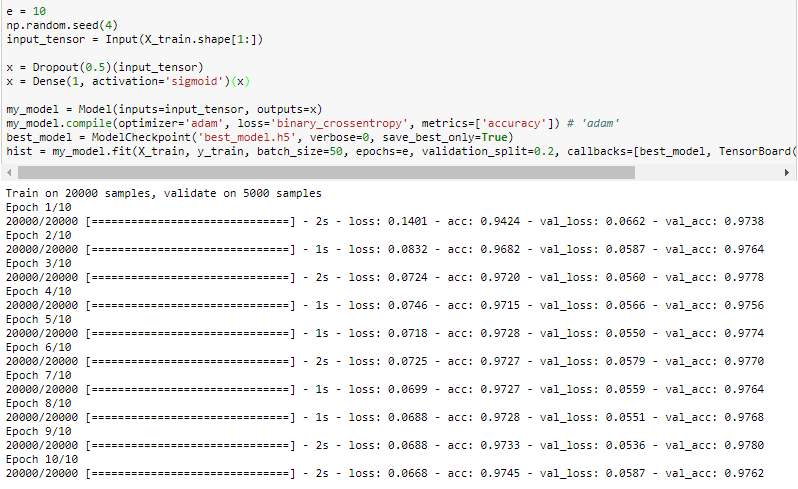 e = 10
np.random.seed(4)
input_tensor = Input(X_train.shape[1:])
x = Dropout(0.5)(input_tensor)
x = Dense(1, activation='sigmoid')(x)
my_model = Model(inputs=input_tensor, outputs=x)
my_model.compile(optimizer='adam', loss='binary_crossentropy', metrics=['accuracy']) # 'adam'
best_model = ModelCheckpoint('best_model.h5', verbose=0, save_best_only=True)
hist = my_model.fit(X_train, y_train, batch_size=50, epochs=e, validation_split=0.2, callbacks=[best_model, TensorBoard(
Train on 20000 samples, validate on 5000 samples
Epoch 1/10
20000/20000 [==============================] - 2s - loss: 0.1401 - acc: 0.9424 - val_loss: 0.0662 - val_acc: 0.9738
Epoch 2/10
20000/20000 [==============================] - 1s - loss: 0.0832 - acc: 0.9682 - val_loss: 0.0587 - val_acc: 0.9764
Epoch 3/10
20000/20000 [==============================] - 2s - loss: 0.0724 - acc: 0.9720 - val_loss: 0.0560 - val_acc: 0.9778
Epoch 4/10
20000/20000 [==============================] - 1s - loss: 0.0746 - acc: 0.9715 - val_loss: 0.0566 - val_acc: 0.9756
Epoch 5/10
20000/20000 [==============================] - 1s - loss: 0.0718 - acc: 0.9728 - val_loss: 0.0550 - val_acc: 0.9774
Epoch 6/10
20000/20000 [==============================] - 2s - loss: 0.0725 - acc: 0.9727 - val_loss: 0.0579 - val_acc: 0.9770
Epoch 7/10
20000/20000 [==============================] - 1s - loss: 0.0699 - acc: 0.9727 - val_loss: 0.0559 - val_acc: 0.9764
Epoch 8/10
20000/20000 [==============================] - 1s - loss: 0.0688 - acc: 0.9728 - val_loss: 0.0551 - val_acc: 0.9768
Epoch 9/10
20000/20000 [==============================] - 2s - loss: 0.0688 - acc: 0.9733 - val_loss: 0.0536 - val_acc: 0.9780
Epoch 10/10
20000/20000 [==============================] - 2s - loss: 0.0668 - acc: 0.9745 - val_loss: 0.0587 - val_acc: 0.9762